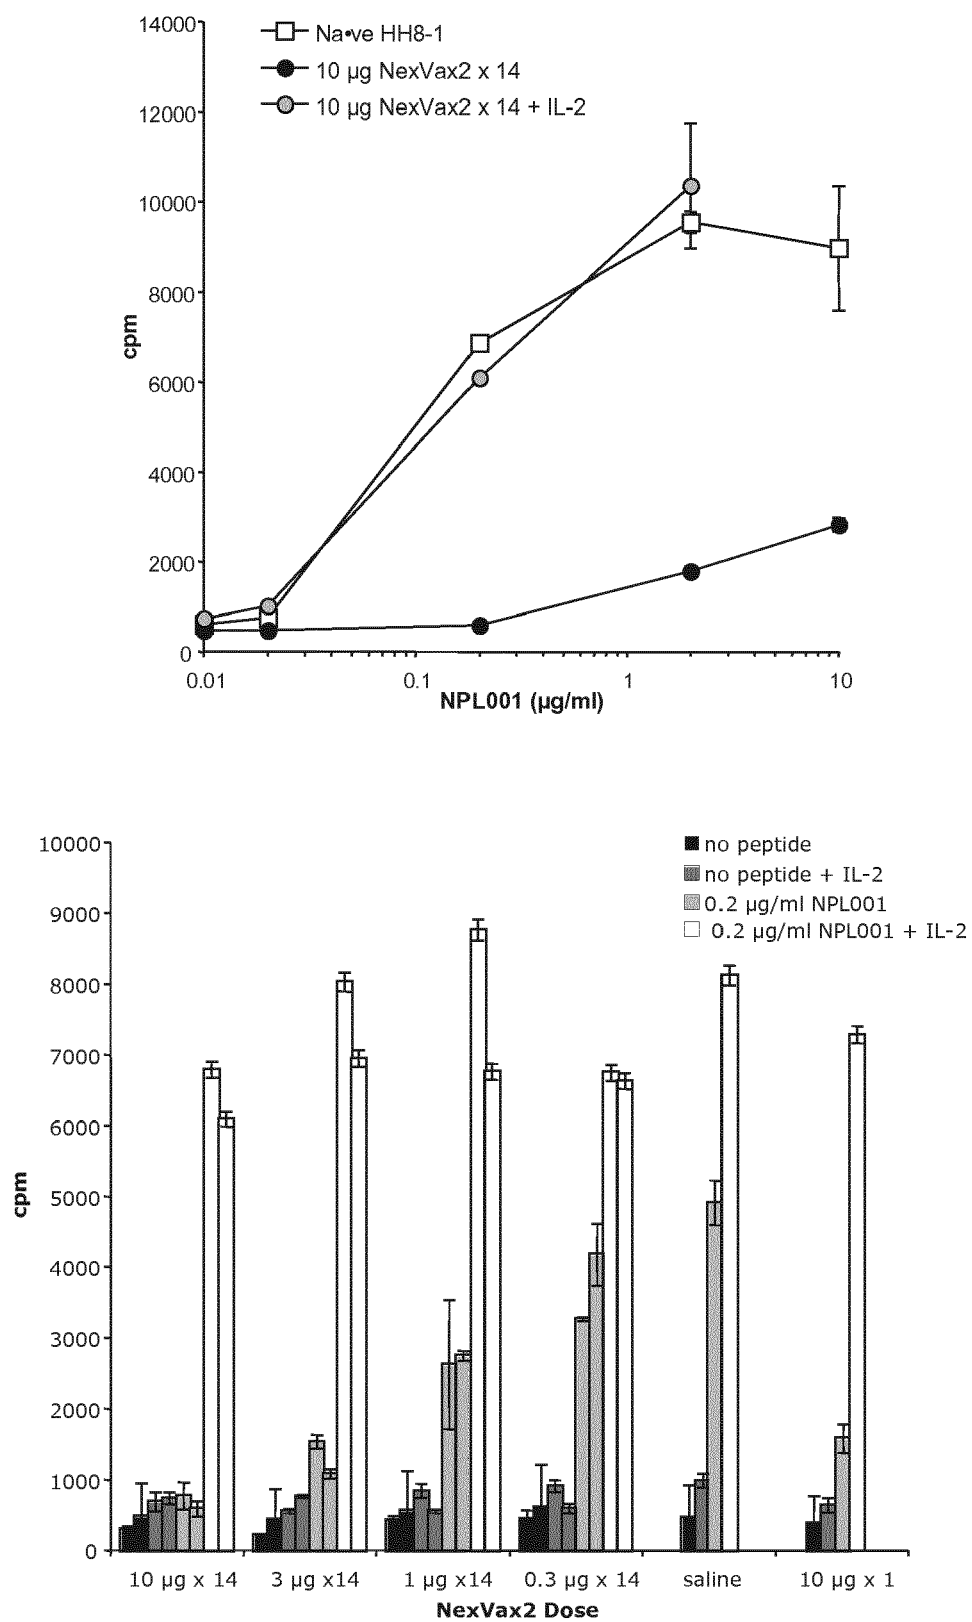 14000
Na•ve HH8-1
10 µg NexVax2 x 14
10 µg NexVax2 x 14 + IL-2
12000
10000
8000
cpm
6000
4000
2000
0
0.01 0.1 1 10
NPL001 (µg/ml)
no peptide
no peptide + IL-2
0.2 µg/ml NPL001
0.2 µg/ml NPL001 + IL-2
10000
9000
8000
7000
6000
cpm
5000
4000
3000
2000
1000
0
10 µg x 14 3 µg x14 1 µg x14 0.3 µg x 14 saline 10 µg x 1
NexVax2 Dose